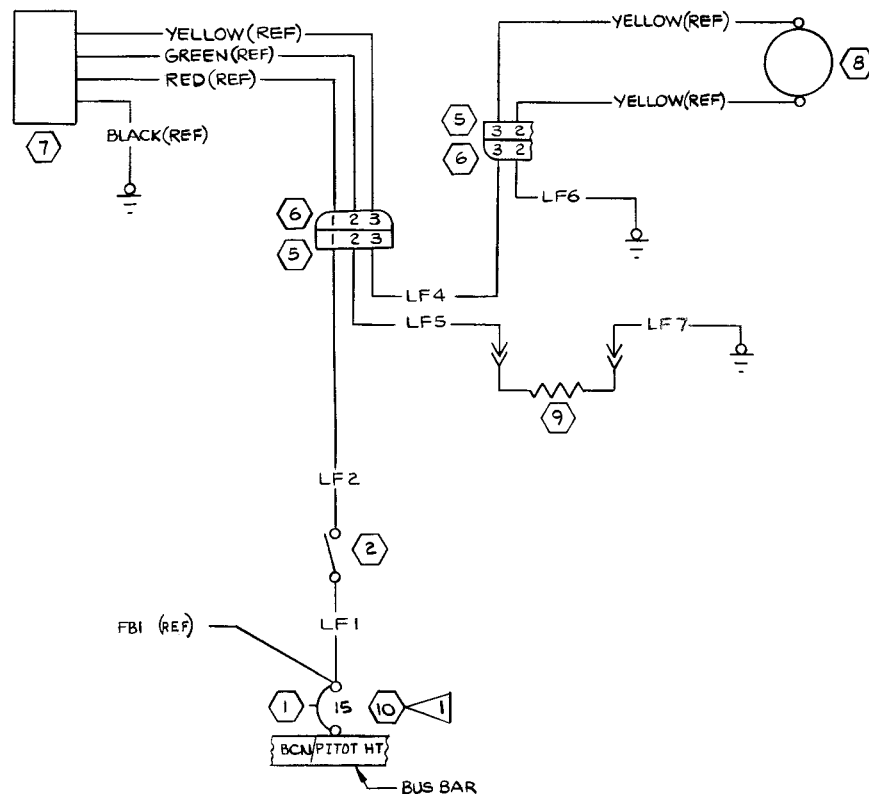 YELLOW (REF)
GREEN (REF)
RED (REF)
BLACK (REF)
7
YELLOW (REF)
8
YELLOW (REF)
5
3 2
6
3 2
LF6
6
1 2 3
5
1 2 3
LF4
LF5
LF7
9
LF2
2
LF1
FB1 (REF)
1
15
10
1
BCN/PITOT HT
BUS BAR